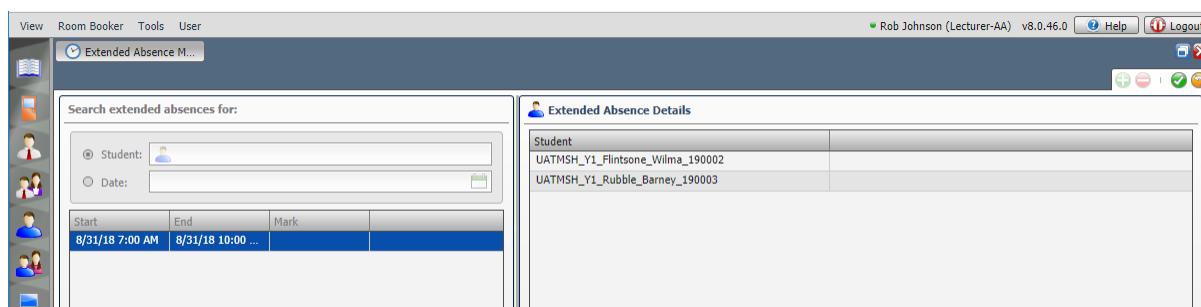 View Room Booker Tools User Rob Johnson (Lecturer-AA) v8.0.46.0 Help Logout
Extended Absence M...
Search extended absences for:
Student:
Date:
Start End Mark
8/31/18 7:00 AM 8/31/18 10:00 ...
Extended Absence Details
Student
UATMSH_Y1_Flintsone_Wilma_190002
UATMSH_Y1_Rubble_Barney_190003